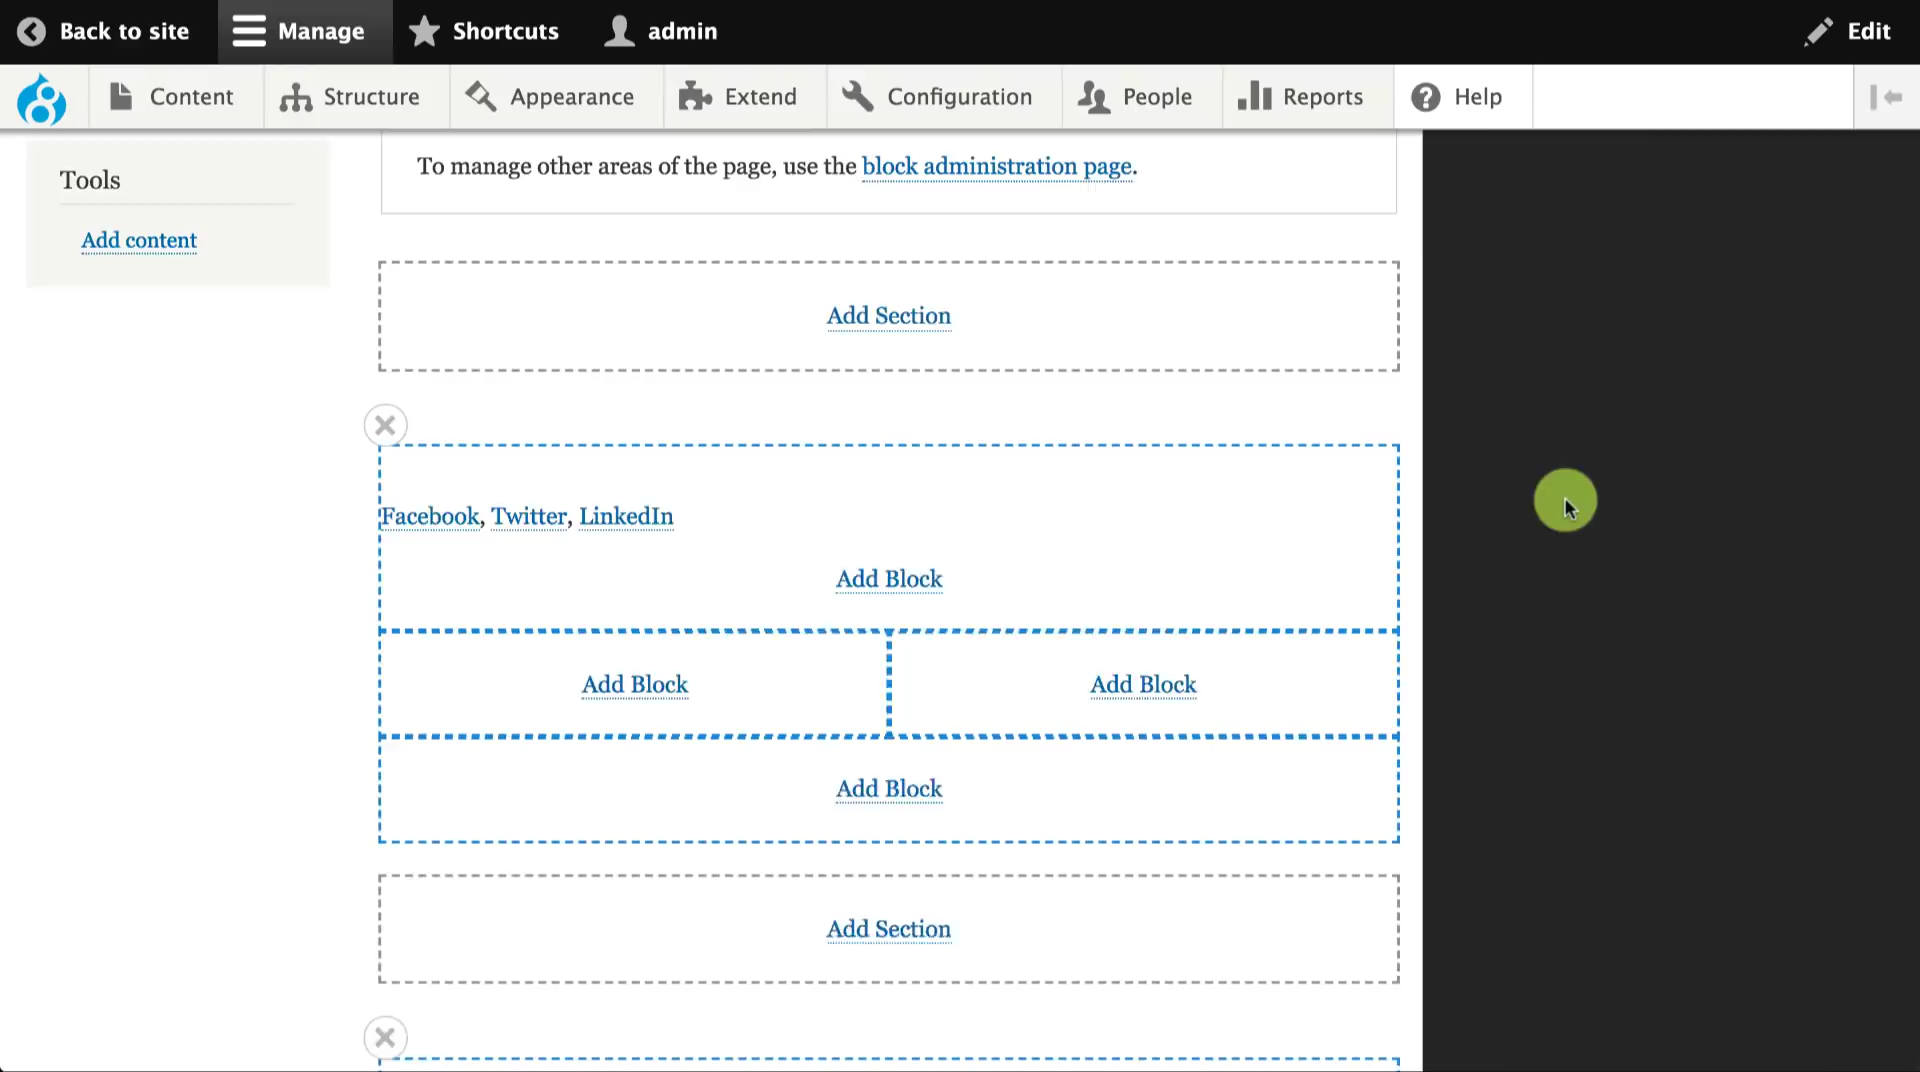 Back to site
Manage
Shortcuts
admin
Edit
Content
Structure
Appearance
Extend
Configuration
People
Reports
Help
Tools
Add content
To manage other areas of the page, use the block administration page.
Add Section
Facebook, Twitter, LinkedIn
Add Block
Add Block
Add Block
Add Block
Add Section